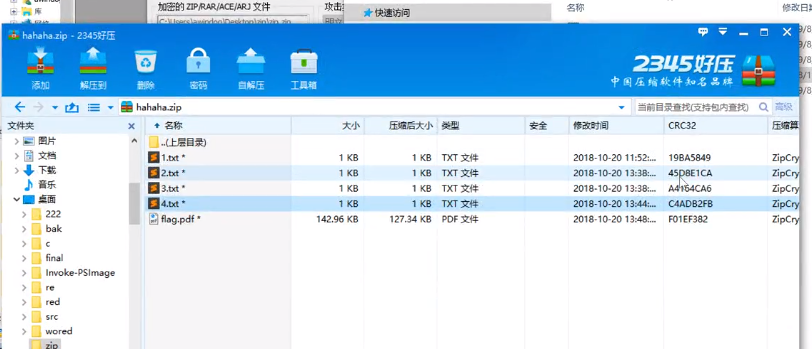 加密的 ZIP/RAR/ACE/ARJ 文件
攻击
快速访问
名称
修改日
库
C:\Users\awindog\Desktop\zip\zip.zip
hahaha.zip - 2345好压
添加
解压到
删除
密码
自解压
工具箱
2345好压
中国压缩软件知名品牌
hahaha.zip
当前目录查找(支持包内查找)
高级
文件夹
名称
大小
压缩后大小
类型
安全
修改时间
CRC32
压缩算
图片
..(上层目录)
文档
1.txt *
1 KB
1 KB
TXT 文件
2018-10-20 11:52:...
19BA5849
ZipCry
下载
2.txt *
1 KB
1 KB
TXT 文件
2018-10-20 13:38:...
45D8E1CA
ZipCry
音乐
3.txt *
1 KB
1 KB
TXT 文件
2018-10-20 13:38:...
A4164CA6
ZipCry
桌面
4.txt *
1 KB
1 KB
TXT 文件
2018-10-20 13:44:...
C4ADB2FB
ZipCry
222
flag.pdf *
142.96 KB
127.34 KB
PDF 文件
2018-10-20 13:48:...
F01EF382
ZipCry
bak
c
final
Invoke-PSImage
re
red
src
wored
zip